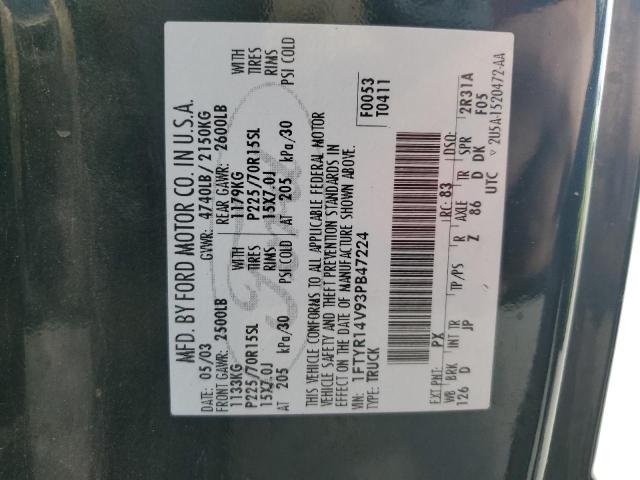 MFD. BY FORD MOTOR CO. IN U.S.A.
DATE: 05/03 GVWR: 4740LB/ 2150KG
FRONT GAWR: 2500LB REAR GAWR: 2600LB
1133KG WITH 1179KG WITH
P225/70R15SL TIRES P225/70R15SL TIRES
15X7.0J RIMS 15X7.0J RIMS
AT 205 kPa/30 PSI COLD AT 205 kPa/30 PSI COLD
THIS VEHICLE CONFORMS TO ALL APPLICABLE FEDERAL MOTOR
VEHICLE SAFETY AND THEFT PREVENTION STANDARDS IN
EFFECT ON THE DATE OF MANUFACTURE SHOWN ABOVE.
F0053
T0411
VIN: 1FTYR14V93PB47224
TYPE: TRUCK
EXT PNT: PX RC: 83 DSO:
WB BRK INT TR TP/PS R AXLE TR SPR 2R31A
126 D JP Z 86 D DK F05
UTC ▽ 2U5A-1520472-AA
Ford